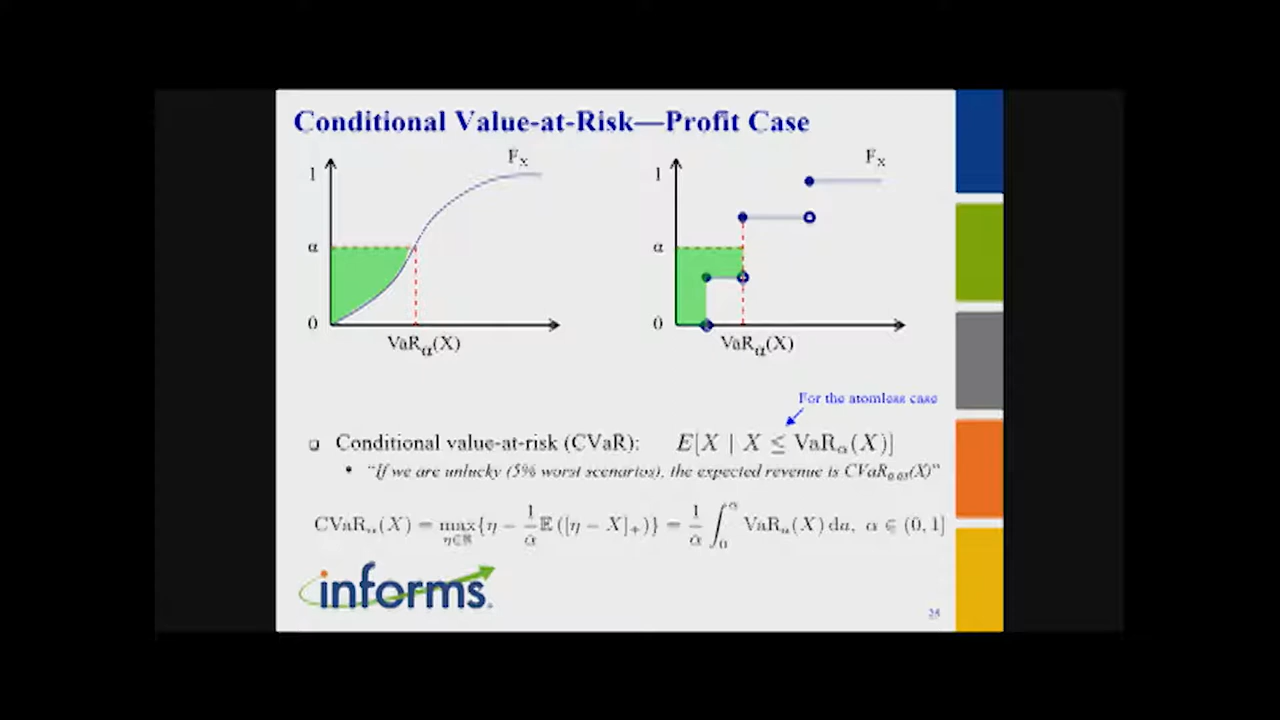 Conditional Value-at-Risk—Profit Case
F_X
1
α
0
VaR_α(X)
F_X
1
α
0
VaR_α(X)
For the atomless case
Conditional value-at-risk (CVaR): E[X | X ≤ VaR_α(X)]
• "If we are unlucky (5% worst scenarios), the expected revenue is CVaR_0.05(X)"
CVaR_α(X) = max_{η∈ℝ}{η − 1/α 𝔼([η − X]_+)} = 1/α ∫_0^α VaR_a(X) da, α ∈ (0, 1]
informs.